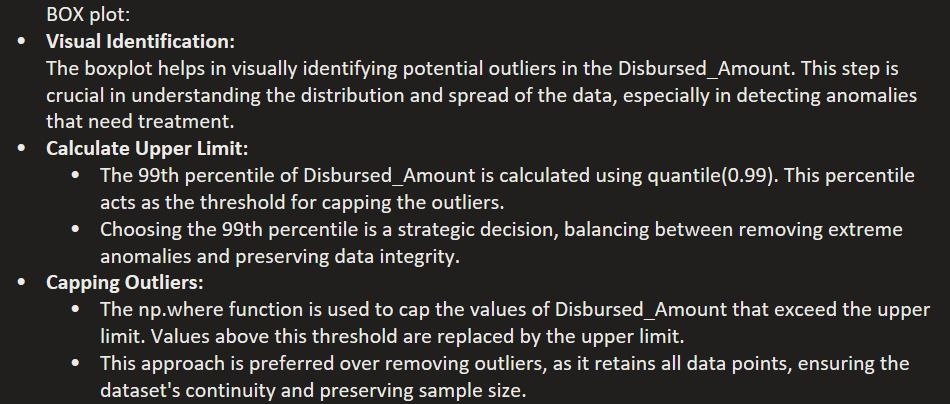 BOX plot:
• Visual Identification:
The boxplot helps in visually identifying potential outliers in the Disbursed_Amount. This step is
crucial in understanding the distribution and spread of the data, especially in detecting anomalies
that need treatment.
• Calculate Upper Limit:
• The 99th percentile of Disbursed_Amount is calculated using quantile(0.99). This percentile
acts as the threshold for capping the outliers.
• Choosing the 99th percentile is a strategic decision, balancing between removing extreme
anomalies and preserving data integrity.
• Capping Outliers:
• The np.where function is used to cap the values of Disbursed_Amount that exceed the upper
limit. Values above this threshold are replaced by the upper limit.
• This approach is preferred over removing outliers, as it retains all data points, ensuring the
dataset's continuity and preserving sample size.